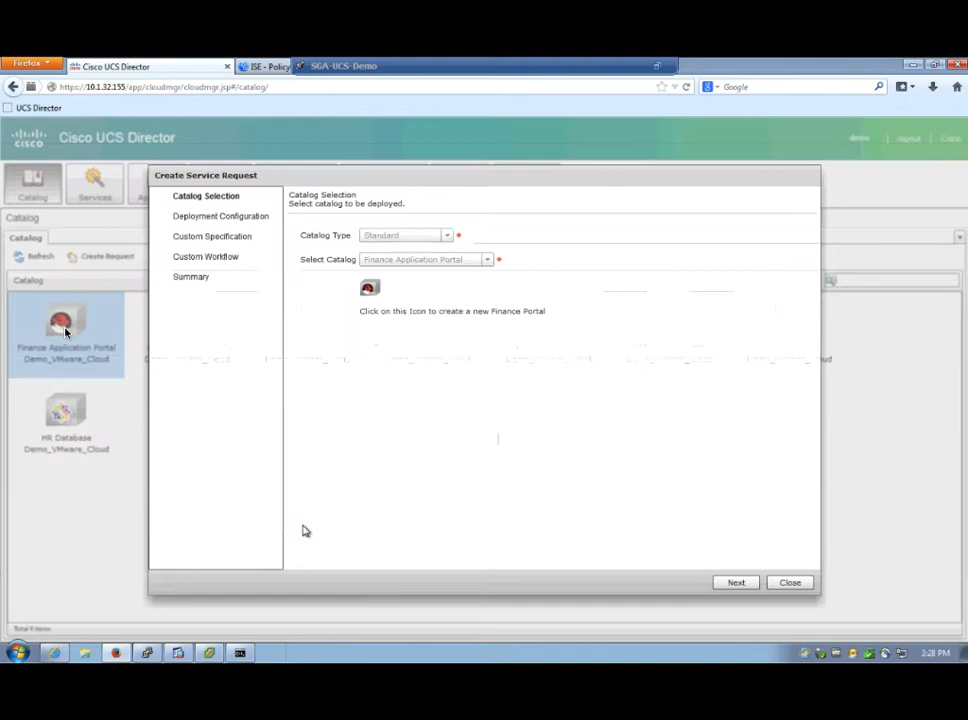 Firefox
Cisco UCS Director
ISE - Policy
SGA-UCS-Demo
https://10.1.32.155/app/cloudmgr/cloudmgr.jsp#/catalog/
Google
UCS Director
cisco
Cisco UCS Director
demo
logout
Catalog
Services
Catalog
Catalog
Refresh
Create Request
Catalog
Finance Application Portal
Demo_VMware_Cloud
HR Database
Demo_VMware_Cloud
Create Service Request
Catalog Selection
Deployment Configuration
Custom Specification
Custom Workflow
Summary
Catalog Selection
Select catalog to be deployed.
Catalog Type
Standard
*
Select Catalog
Finance Application Portal
*
Click on this Icon to create a new Finance Portal
Next
Close
3:28 PM